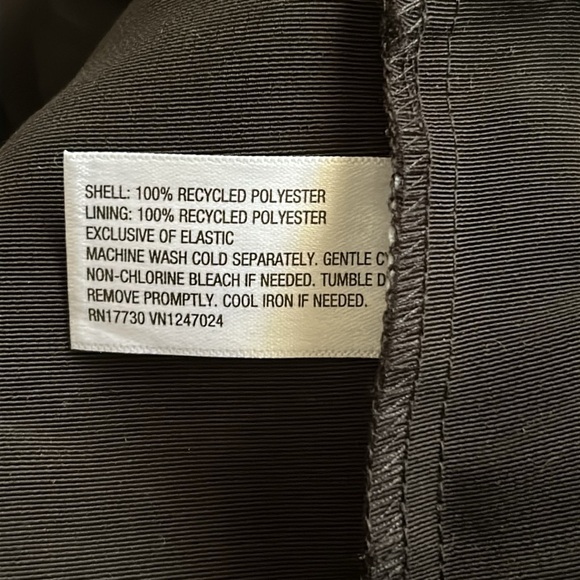 SHELL: 100% RECYCLED POLYESTER
LINING: 100% RECYCLED POLYESTER
EXCLUSIVE OF ELASTIC
MACHINE WASH COLD SEPARATELY. GENTLE
NON-CHLORINE BLEACH IF NEEDED. TUMBLE
REMOVE PROMPTLY. COOL IRON IF NEEDED.
RN17730 VN1247024